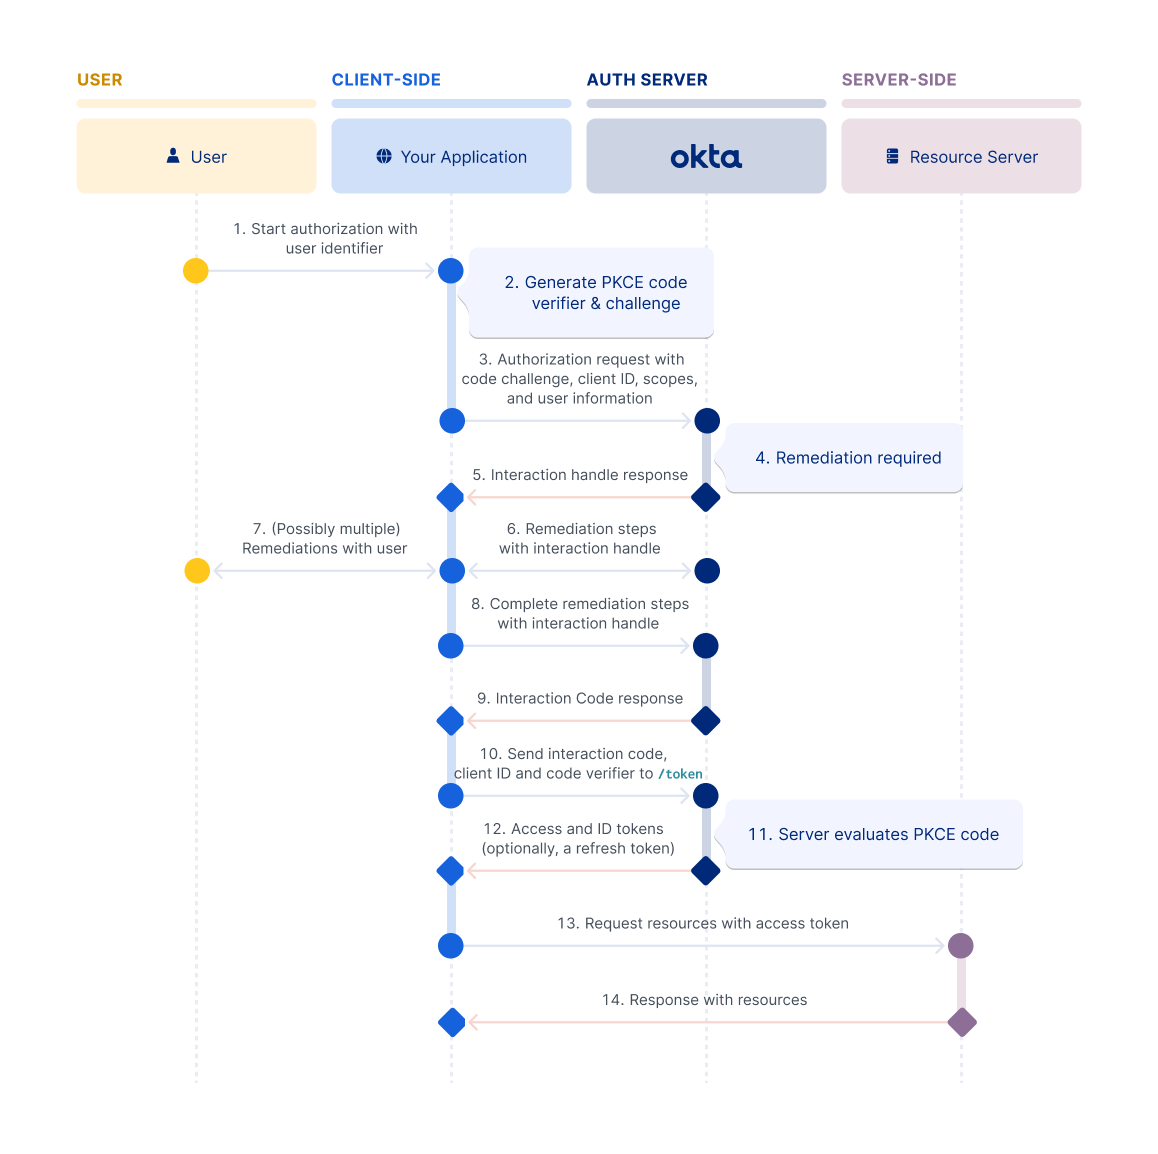 USER
CLIENT-SIDE
AUTH SERVER
SERVER-SIDE
User
Your Application
okta
Resource Server
1. Start authorization with
user identifier
2. Generate PKCE code
verifier & challenge
3. Authorization request with
code challenge, client ID, scopes,
and user information
4. Remediation required
5. Interaction handle response
7. (Possibly multiple)
Remediations with user
6. Remediation steps
with interaction handle
8. Complete remediation steps
with interaction handle
9. Interaction Code response
10. Send interaction code,
client ID and code verifier to /token
11. Server evaluates PKCE code
12. Access and ID tokens
(optionally, a refresh token)
13. Request resources with access token
14. Response with resources